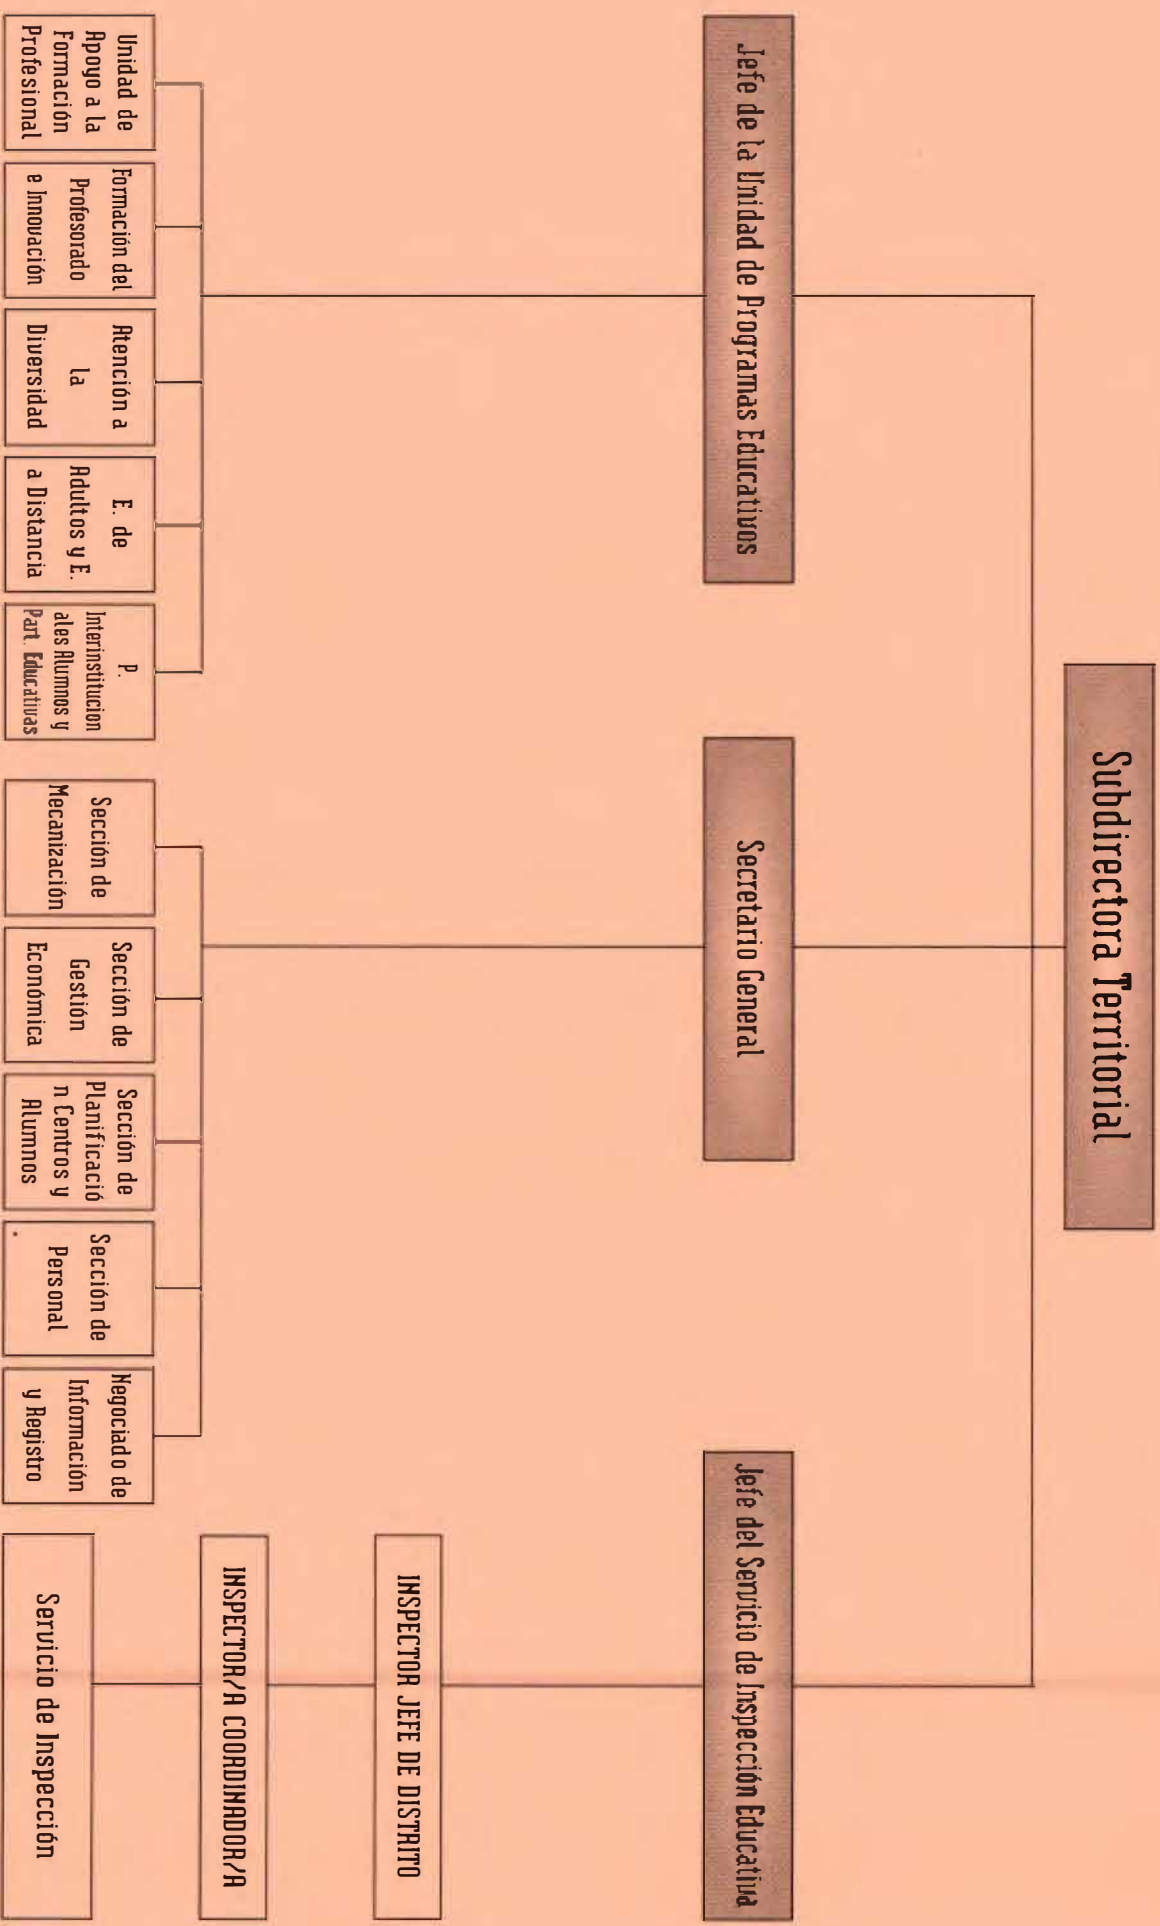 Subdirectora Territorial
Jefe de la Unidad de Programas Educativos
Secretario General
Jefe del Servicio de Inspección Educativa
INSPECTOR JEFE DE DISTRITO
INSPECTOR/A COORDINADOR/A
Servicio de Inspección
Unidad de
Apoyo a la
Formación
Profesional
Formación del
Profesorado
e Innovación
Atención a
la
Diversidad
E. de
Adultos y E.
a Distancia
P.
Interinstitucion
ales Alumnos y
Part. Educativas
Sección de
Mecanización
Sección de
Gestión
Económica
Sección de
Planificació
n Centros y
Alumnos
Sección de
Personal
Negociado de
Información
y Registro